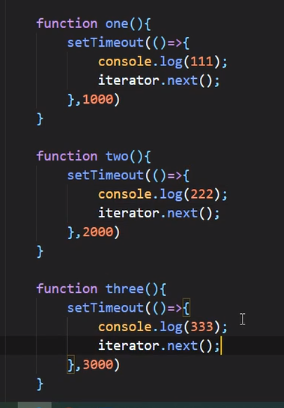 function one(){
    setTimeout(()=>{
        console.log(111);
        iterator.next();
    },1000)
}
function two(){
    setTimeout(()=>{
        console.log(222);
        iterator.next();
    },2000)
}
function three(){
    setTimeout(()=>{
        console.log(333);
        iterator.next();
    },3000)
}